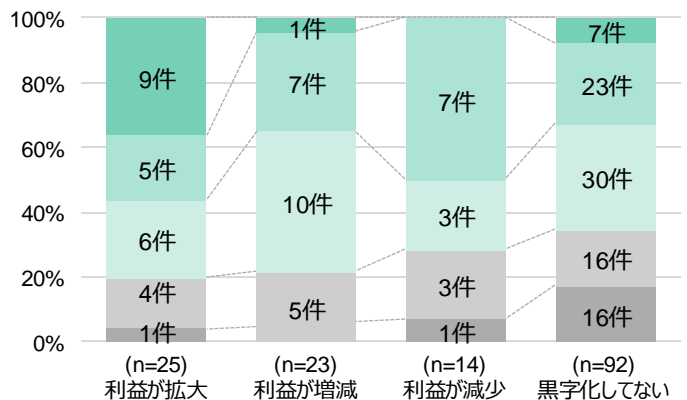 100%
80%
60%
40%
20%
0%
9件
5件
6件
4件
1件
1件
7件
10件
5件
7件
3件
3件
1件
7件
23件
30件
16件
16件
(n=25)
利益が拡大
(n=23)
利益が増減
(n=14)
利益が減少
(n=92)
黒字化してない